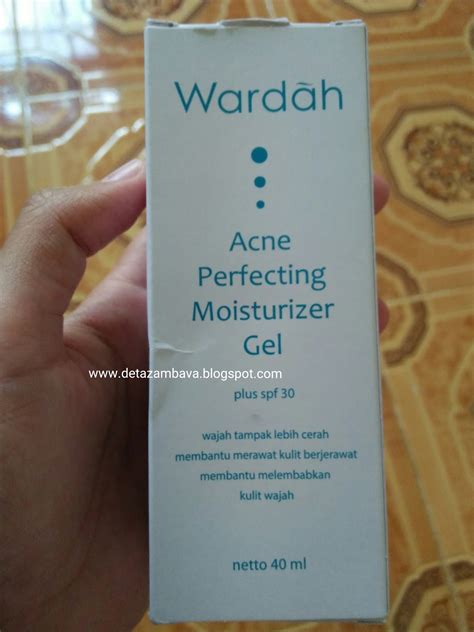 Wardàh
Acne
Perfecting
Moisturizer
Gel
www.detazambava.blogspot.com
plus spf 30
wajah tampak lebih cerah
membantu merawat kulit berjerawat
membantu melembabkan
kulit wajah
netto 40 ml